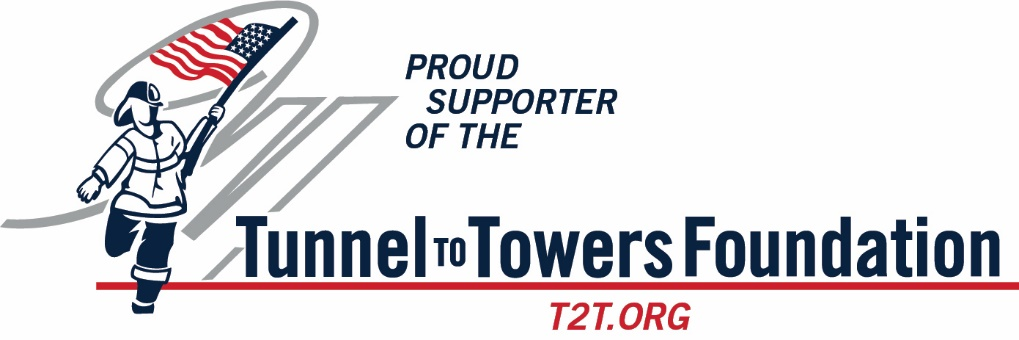 PROUD
SUPPORTER
OF THE
Tunnel TO Towers Foundation
T2T.ORG